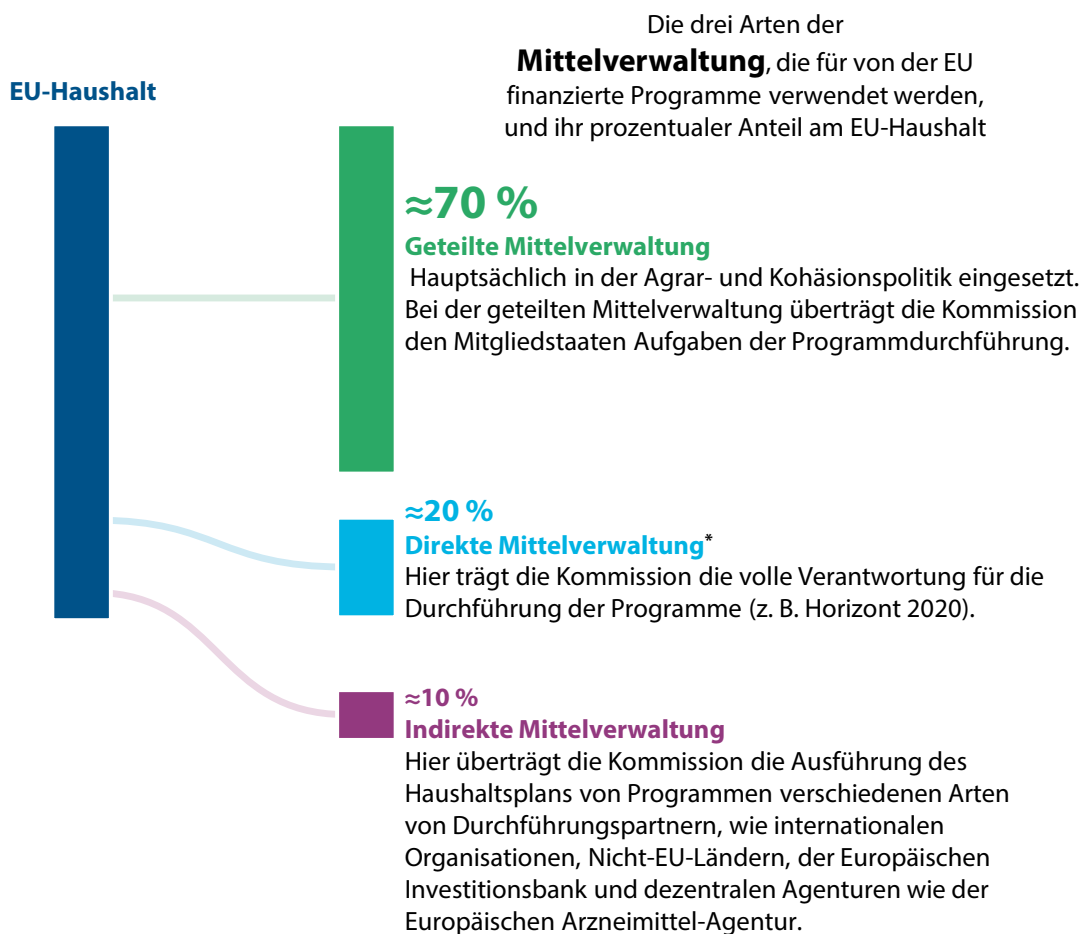 Die drei Arten der
Mittelverwaltung, die für von der EU
finanzierte Programme verwendet werden,
und ihr prozentualer Anteil am EU-Haushalt
EU-Haushalt
≈70 %
Geteilte Mittelverwaltung
Hauptsächlich in der Agrar- und Kohäsionspolitik eingesetzt.
Bei der geteilten Mittelverwaltung überträgt die Kommission
den Mitgliedstaaten Aufgaben der Programmdurchführung.
≈20 %
Direkte Mittelverwaltung*
Hier trägt die Kommission die volle Verantwortung für die
Durchführung der Programme (z. B. Horizont 2020).
≈10 %
Indirekte Mittelverwaltung
Hier überträgt die Kommission die Ausführung des
Haushaltsplans von Programmen verschiedenen Arten
von Durchführungspartnern, wie internationalen
Organisationen, Nicht-EU-Ländern, der Europäischen
Investitionsbank und dezentralen Agenturen wie der
Europäischen Arzneimittel-Agentur.